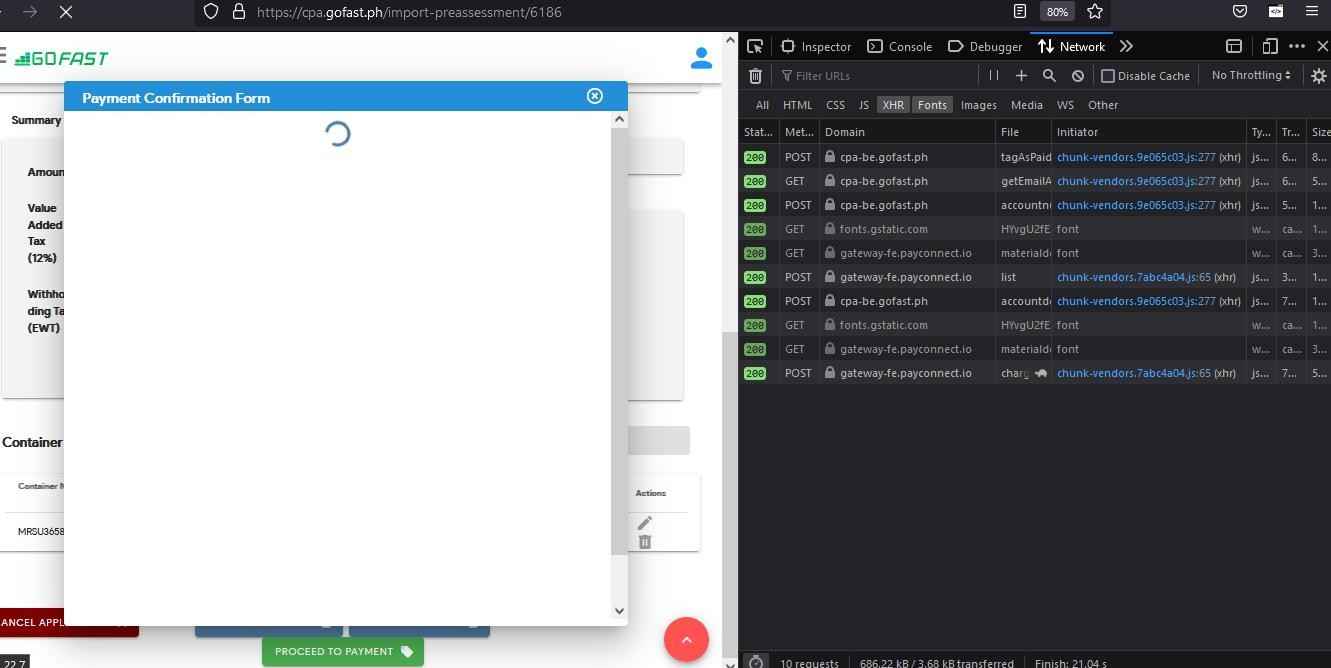 https://cpa.gofast.ph/import-preassessment/6186
80%
GOFAST
Payment Confirmation Form
Summary
Amoun
Value
Added
Tax
(12%)
Withho
ding Ta
(EWT)
Container
Container N
Actions
MRSU3658
ANCEL APPL
PROCEED TO PAYMENT
22.7
Inspector Console Debugger Network
Filter URLs
Disable Cache
No Throttling
All HTML CSS JS XHR Fonts Images Media WS Other
Stat... Met... Domain File Initiator Ty... Tr... Size
200 POST cpa-be.gofast.ph tagAsPaid chunk-vendors.9e065c03.js:277 (xhr) js... 6... 8...
200 GET cpa-be.gofast.ph getEmailA chunk-vendors.9e065c03.js:277 (xhr) js... 6... 5...
200 POST cpa-be.gofast.ph accountn chunk-vendors.9e065c03.js:277 (xhr) js... 5... 1...
200 GET fonts.gstatic.com HYvgU2fE font w... ca... 1...
200 GET gateway-fe.payconnect.io materiald font w... ca... 3...
200 POST gateway-fe.payconnect.io list chunk-vendors.7abc4a04.js:65 (xhr) js... 3... 1...
200 POST cpa-be.gofast.ph accountd chunk-vendors.9e065c03.js:277 (xhr) js... 7... 1...
200 GET fonts.gstatic.com HYvgU2fE font w... ca... 1...
200 GET gateway-fe.payconnect.io materiald font w... ca... 3...
200 POST gateway-fe.payconnect.io charg chunk-vendors.7abc4a04.js:65 (xhr) js... 7... 5...
10 requests 686.22 kB / 3.68 kB transferred Finish: 21.04 s